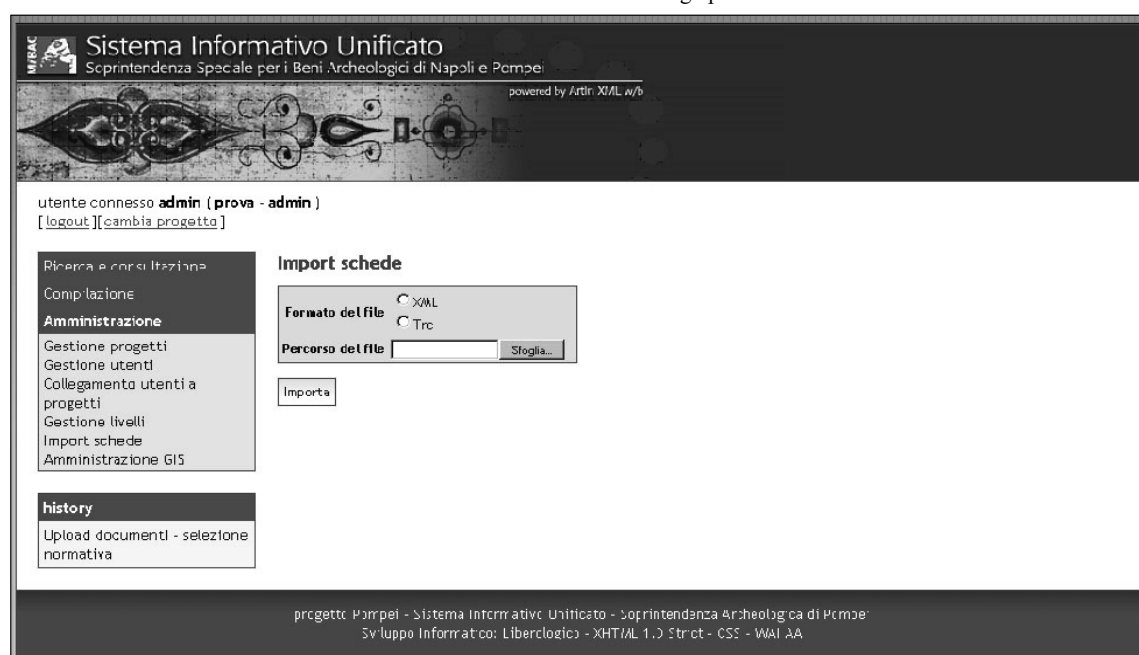 MiBAC
Sistema Informativo Unificato
Soprintendenza Speciale per i Beni Archeologici di Napoli e Pompei
powered by Artin XML w/b
utente connesso admin ( prova - admin )
[ logout ][ cambia progetto ]
Ricerca e consultazione
Compilazione
Amministrazione
Gestione progetti
Gestione utenti
Collegamento utenti a
progetti
Gestione livelli
Import schede
Amministrazione GIS
history
Upload documenti - selezione
normativa
Import schede
Formato del file
XML
Trc
Percorso del file
Sfoglia...
Importa
progetto Pompei - Sistema Informativo Unificato - Soprintendenza Archeologica di Pompei
Sviluppo Informatico: Liberologico - XHTML 1.0 Strict - CSS - WAI AA